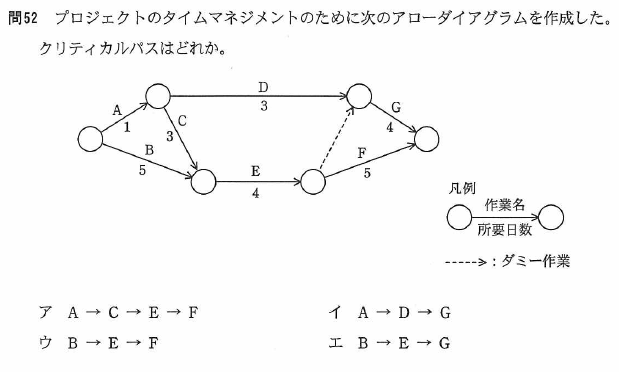 問52 プロジェクトのタイムマネジメントのために次のアローダイアグラムを作成した。
クリティカルパスはどれか。
D
3
A
1
C
3
G
4
B
5
E
4
F
5
凡例
作業名
所要日数
:ダミー作業
ア A → C → E → F
イ A → D → G
ウ B → E → F
エ B → E → G